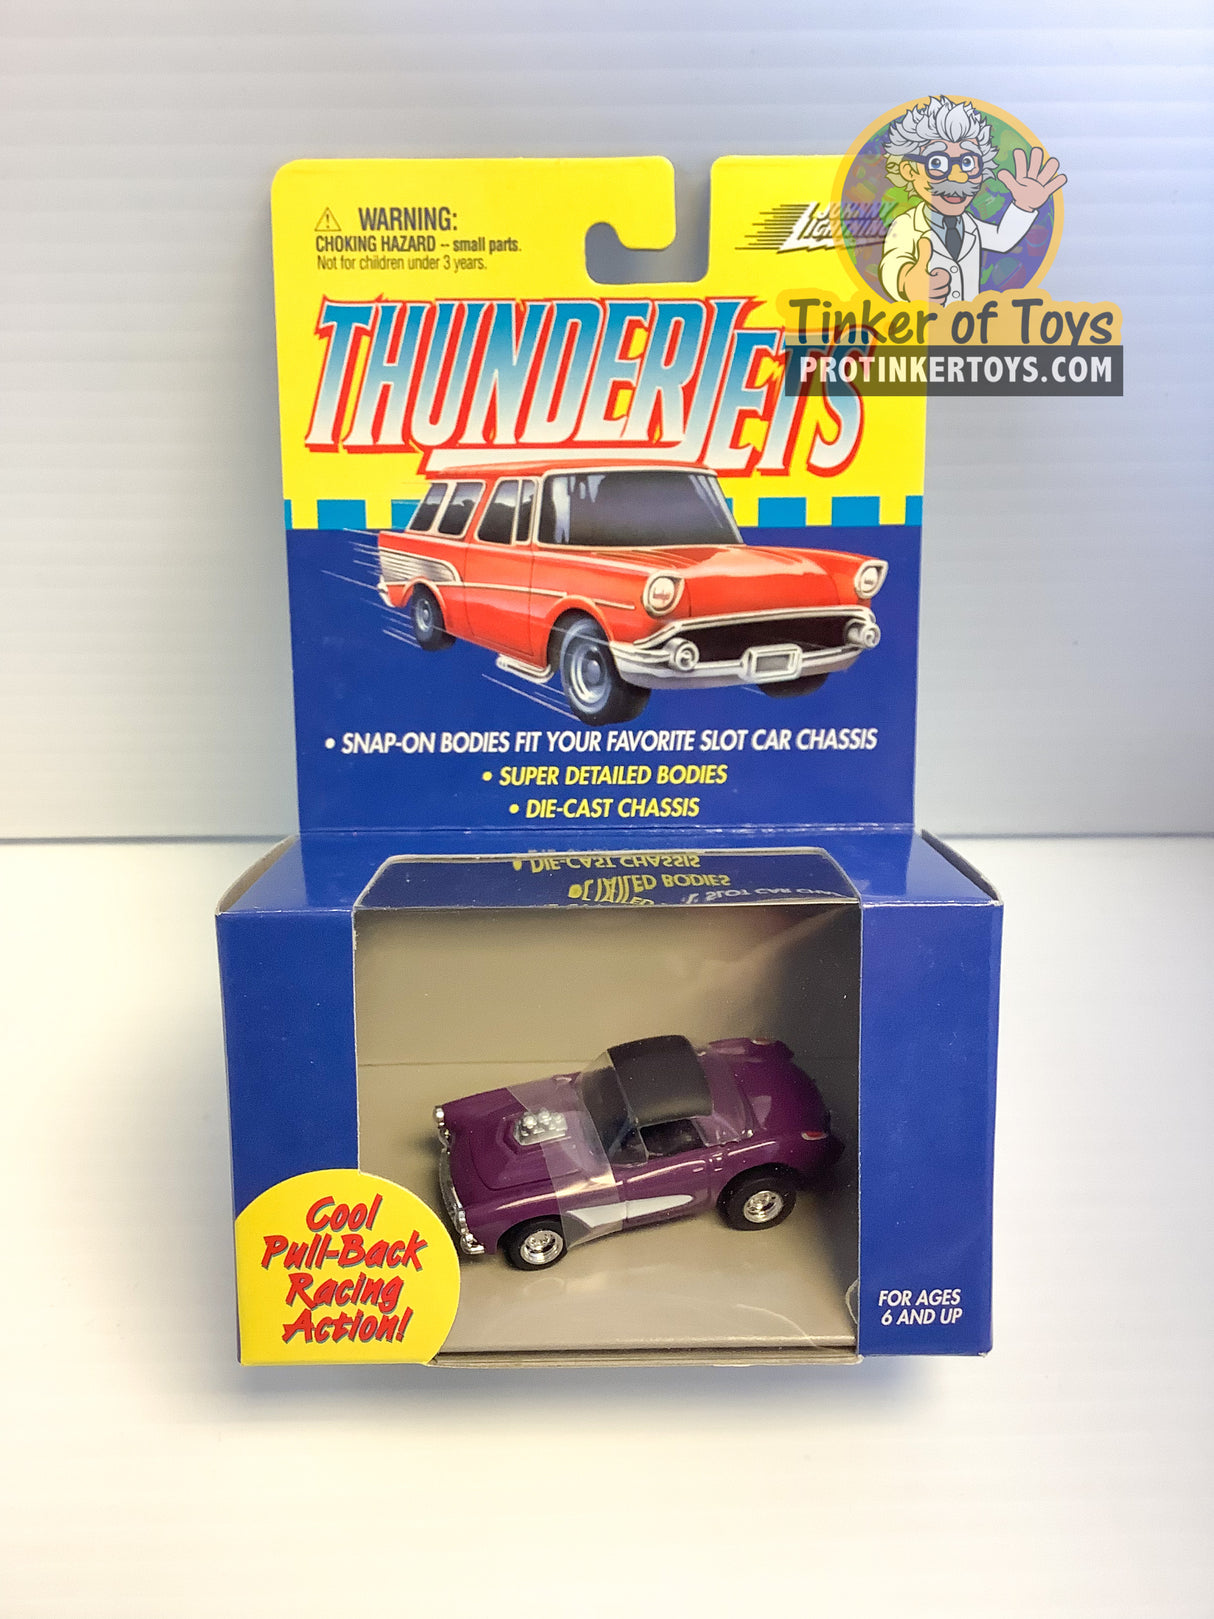 WARNING:
CHOKING HAZARD -- small parts.
Not for children under 3 years.
JOHNNY
LIGHTNING
Tinker of Toys
PROTINKERTOYS.COM
THUNDERJETS
• SNAP-ON BODIES FIT YOUR FAVORITE SLOT CAR CHASSIS
• SUPER DETAILED BODIES
• DIE-CAST CHASSIS
Cool
Pull-Back
Racing
Action!
FOR AGES
6 AND UP